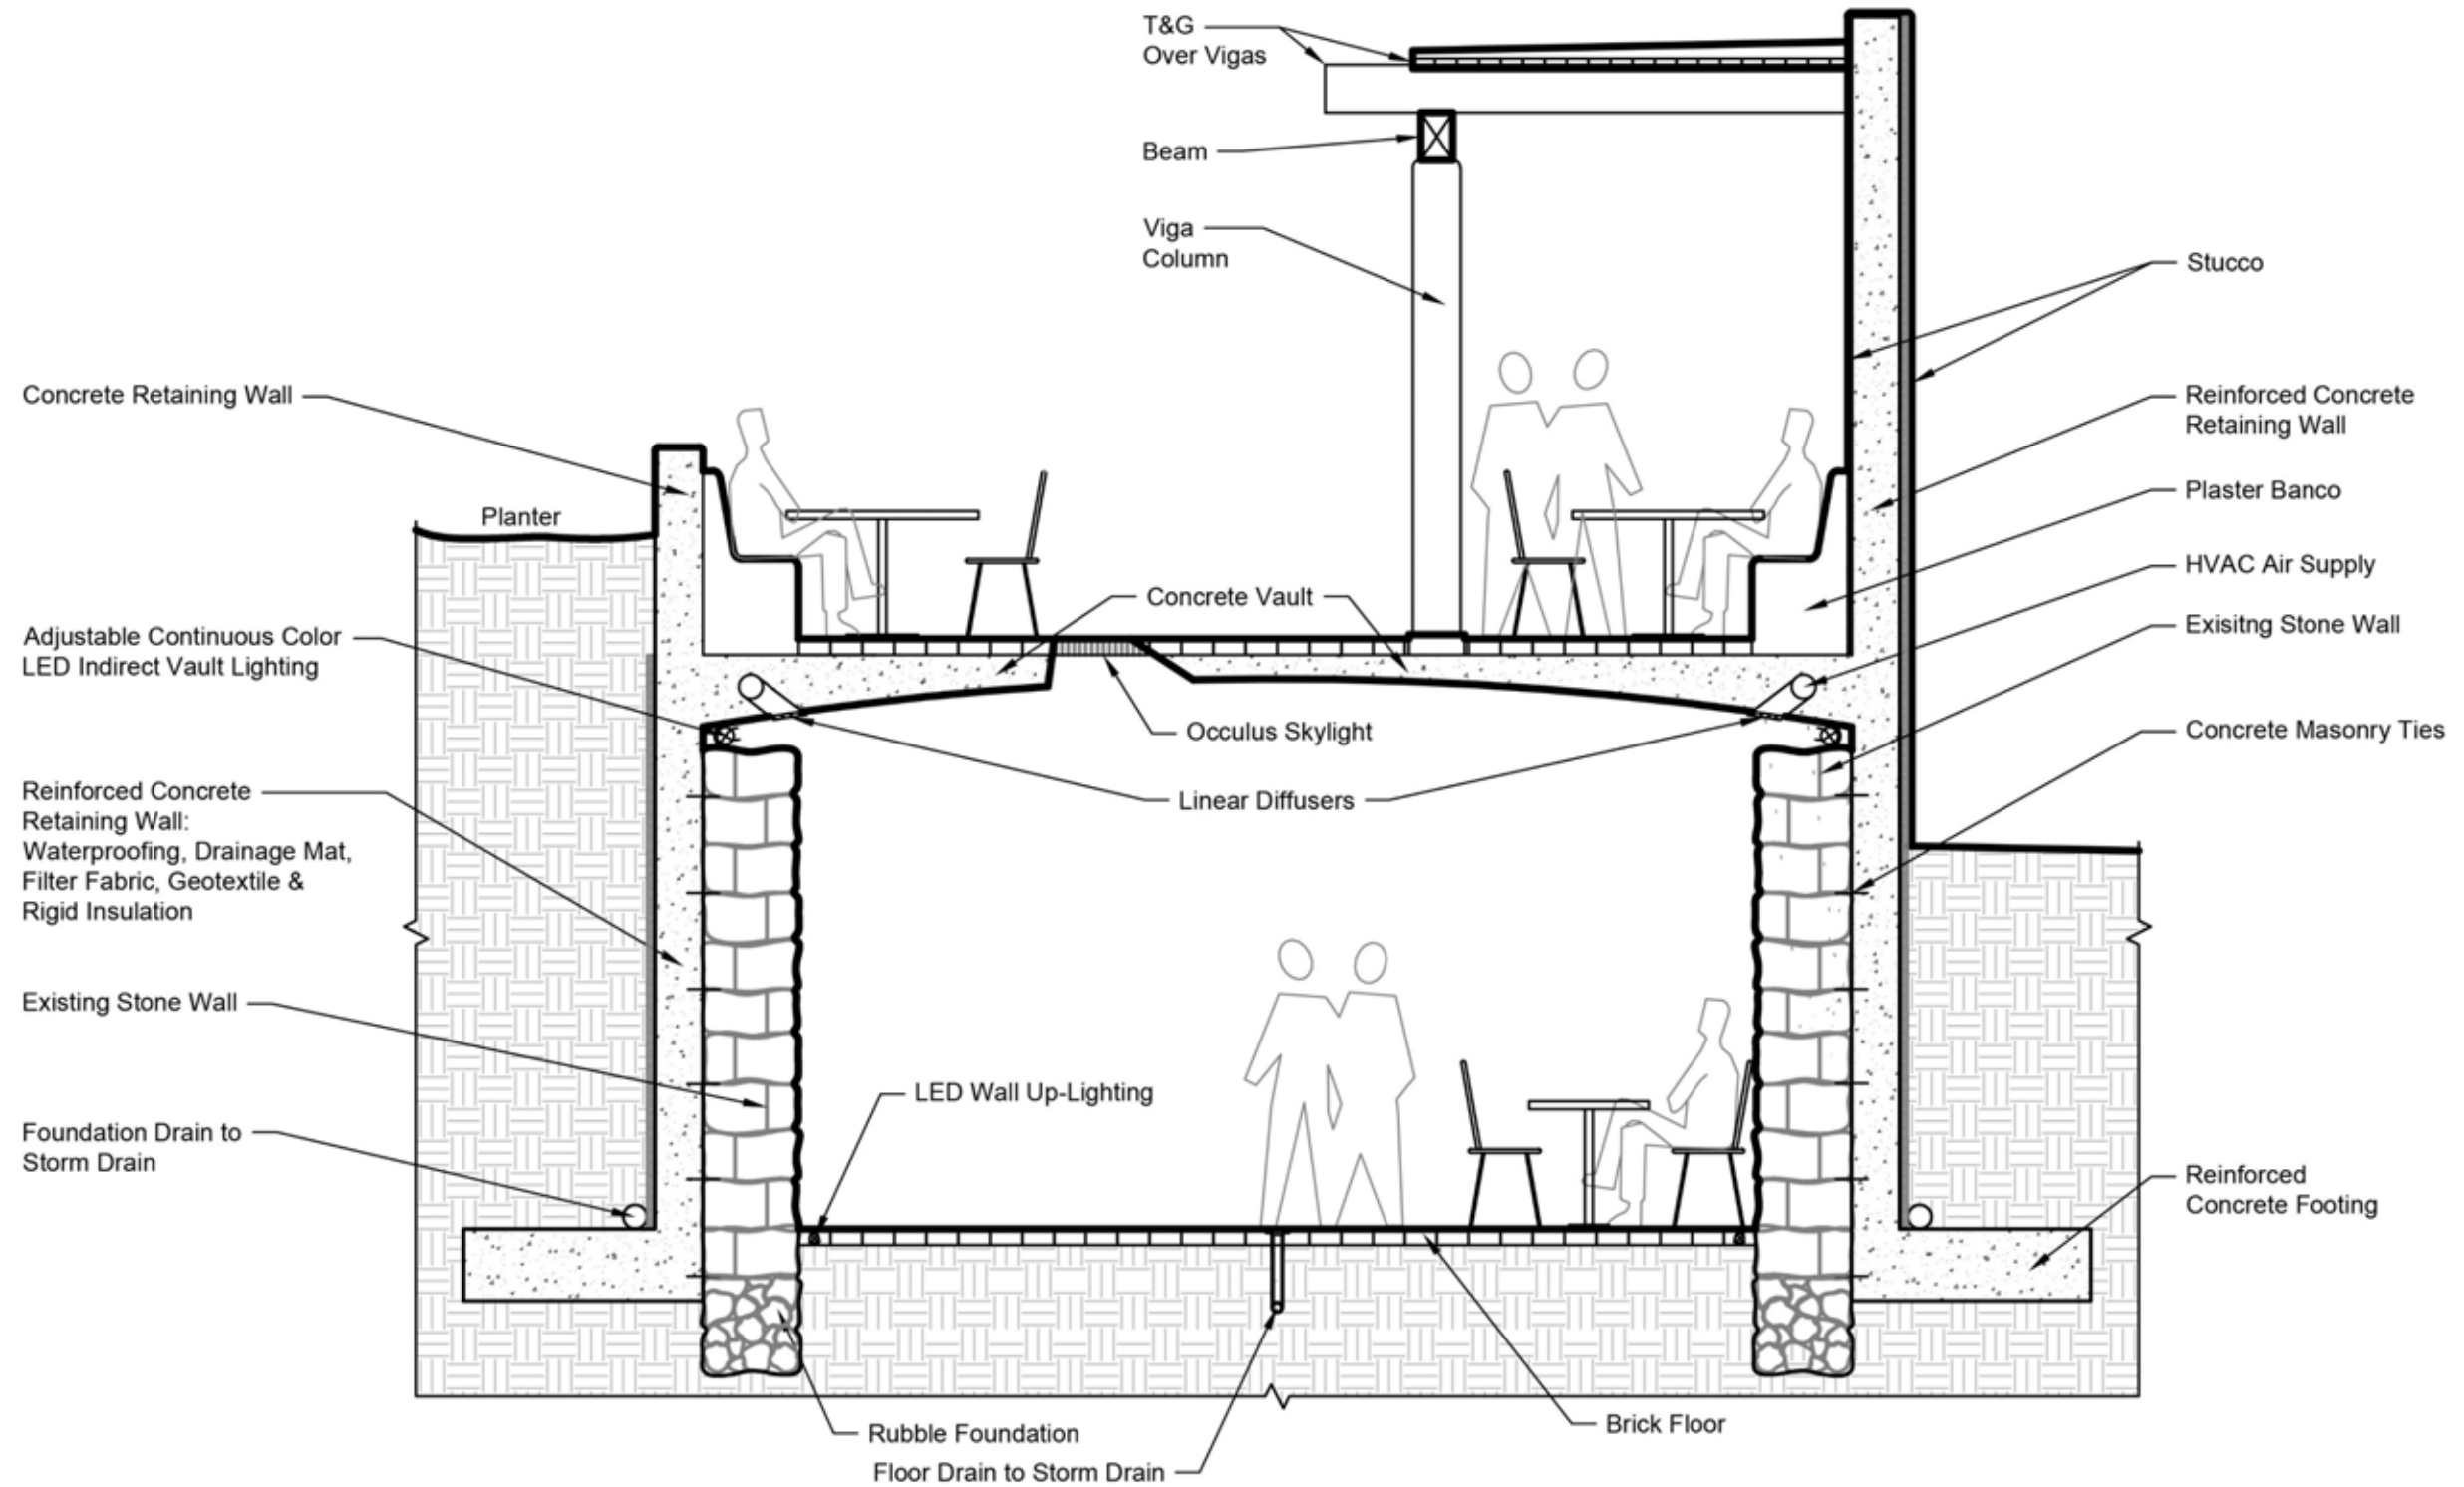 T&G
Over Vigas
Beam
Viga
Column
Stucco
Concrete Retaining Wall
Reinforced Concrete
Retaining Wall
Planter
Plaster Banco
HVAC Air Supply
Concrete Vault
Adjustable Continuous Color
LED Indirect Vault Lighting
Exisitng Stone Wall
Occulus Skylight
Concrete Masonry Ties
Linear Diffusers
Reinforced Concrete
Retaining Wall:
Waterproofing, Drainage Mat,
Filter Fabric, Geotextile &
Rigid Insulation
Existing Stone Wall
LED Wall Up-Lighting
Foundation Drain to
Storm Drain
Reinforced
Concrete Footing
Rubble Foundation
Brick Floor
Floor Drain to Storm Drain